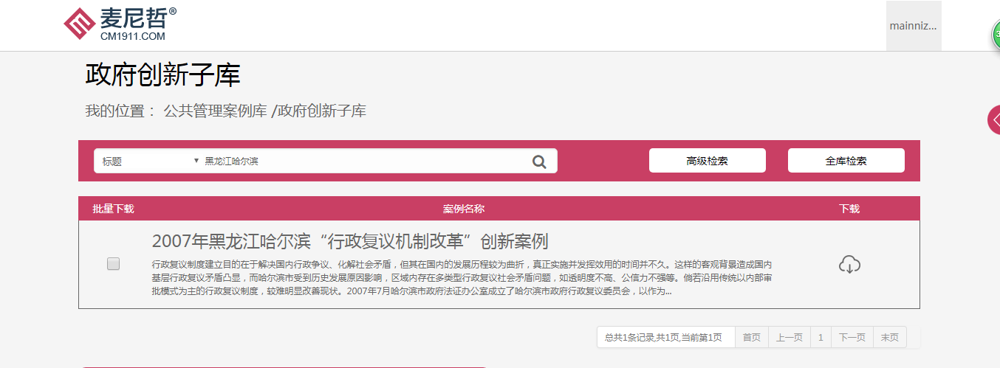 麦尼哲®
CM1911.COM
mainniz...
政府创新子库
我的位置： 公共管理案例库 /政府创新子库
标题 黑龙江哈尔滨 高级检索 全库检索
批量下载 案例名称 下载
2007年黑龙江哈尔滨“行政复议机制改革”创新案例
行政复议制度建立目的在于解决国内行政争议、化解社会矛盾，但其在国内的发展历程较为曲折，真正实施并发挥效用的时间并不久。这样的客观背景造成国内
基层行政复议矛盾凸显，而哈尔滨市受到历史发展原因影响，区域内存在多类型行政复议社会矛盾问题，如透明度不高、公信力不强等。倘若沿用传统以内部审
批模式为主的行政复议制度，较难明显改善现状。2007年7月哈尔滨市政府法证办公室成立了哈尔滨市政府行政复议委员会，以作为...
总共1条记录,共1页,当前第1页 首页 上一页 1 下一页 末页